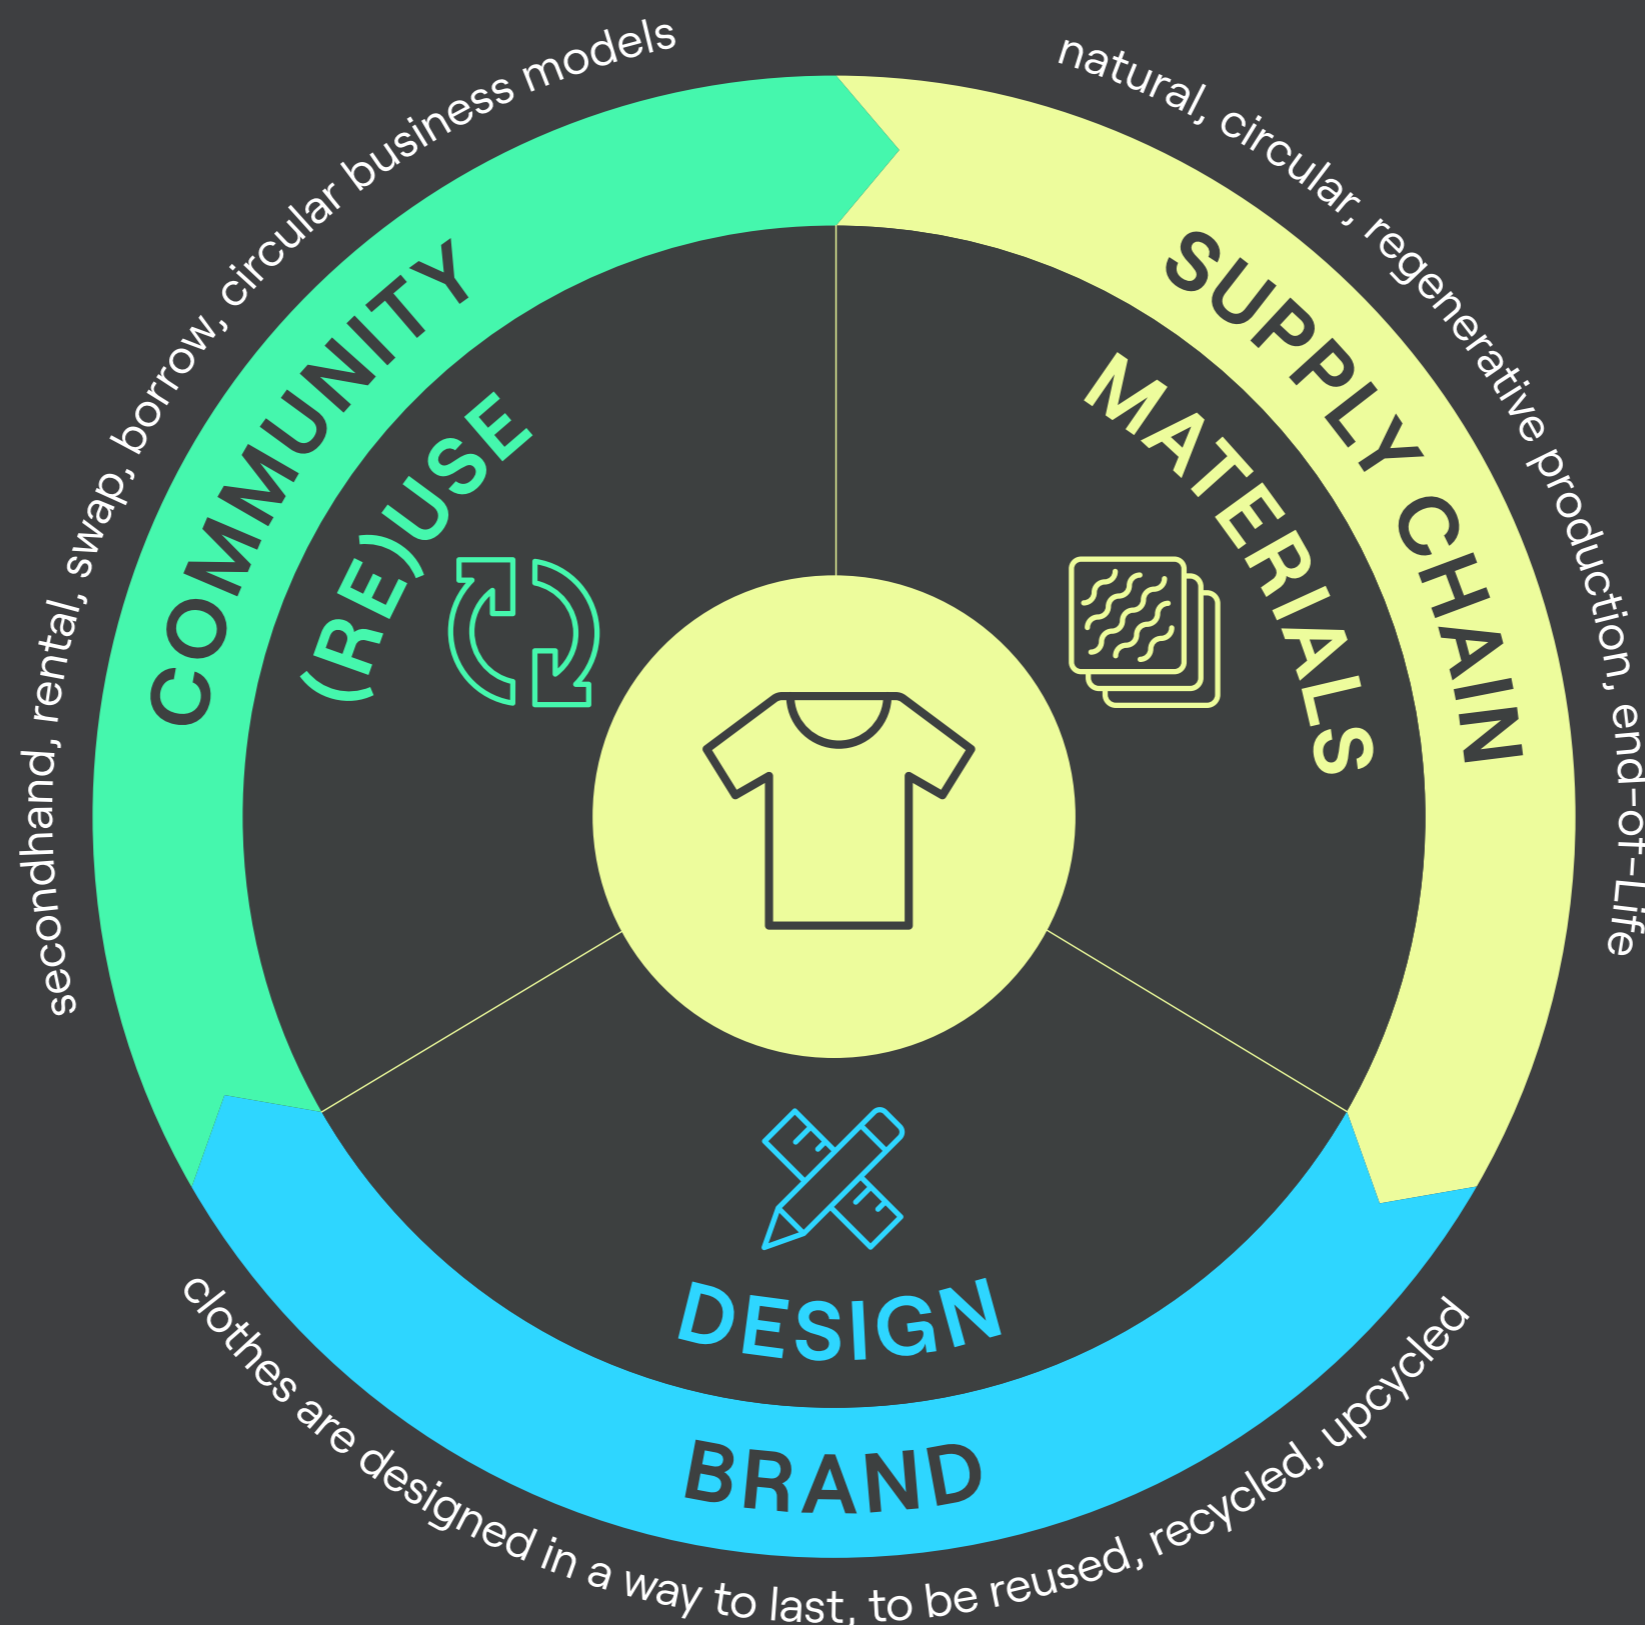 secondhand, rental, swap, borrow, circular business models
natural, circular, regenerative production, end-of-Life
COMMUNITY
SUPPLY CHAIN
(RE)USE
MATERIALS
DESIGN
BRAND
clothes are designed in a way to last, to be reused, recycled, upcycled